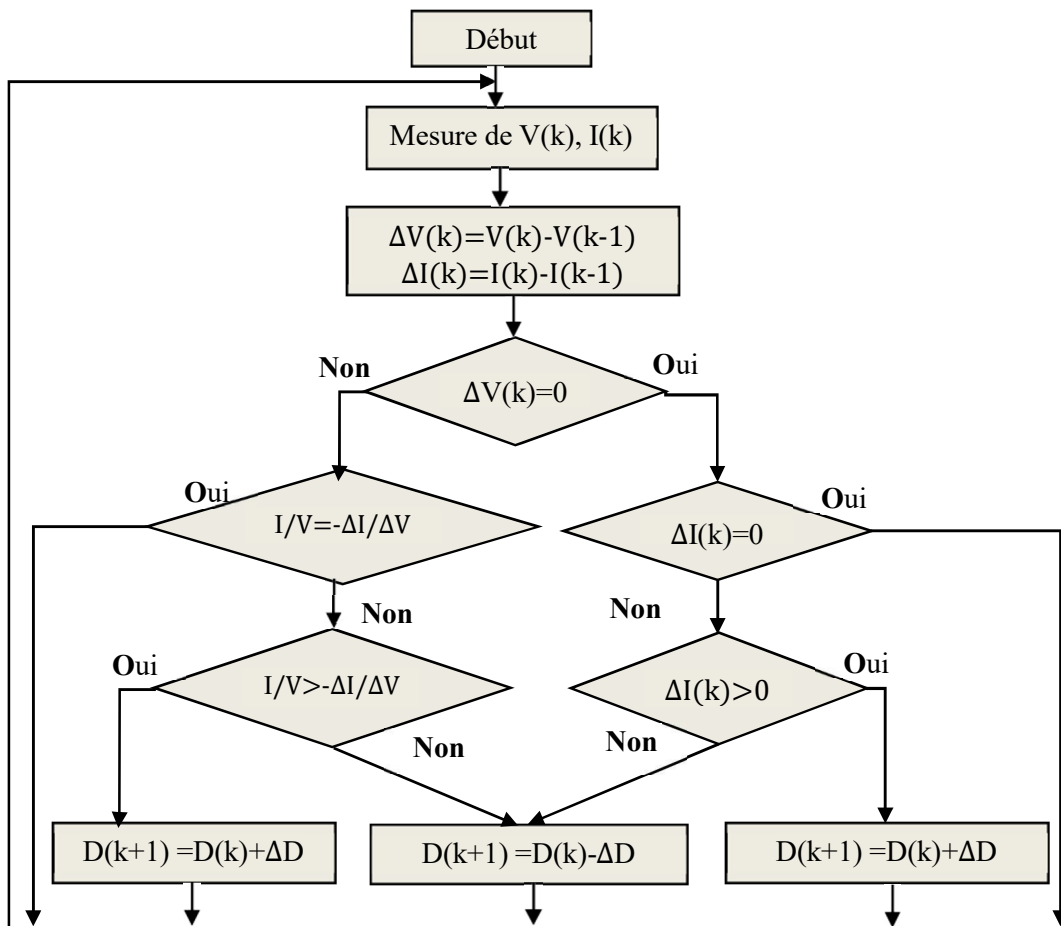 Début
Mesure de V(k), I(k)
ΔV(k)=V(k)-V(k-1)
ΔI(k)=I(k)-I(k-1)
Non
Oui
ΔV(k)=0
Oui
I/V=-ΔI/ΔV
Oui
ΔI(k)=0
Non
Non
Oui
I/V>-ΔI/ΔV
Oui
ΔI(k)>0
Non
Non
D(k+1) =D(k)+ΔD
D(k+1) =D(k)-ΔD
D(k+1) =D(k)+ΔD